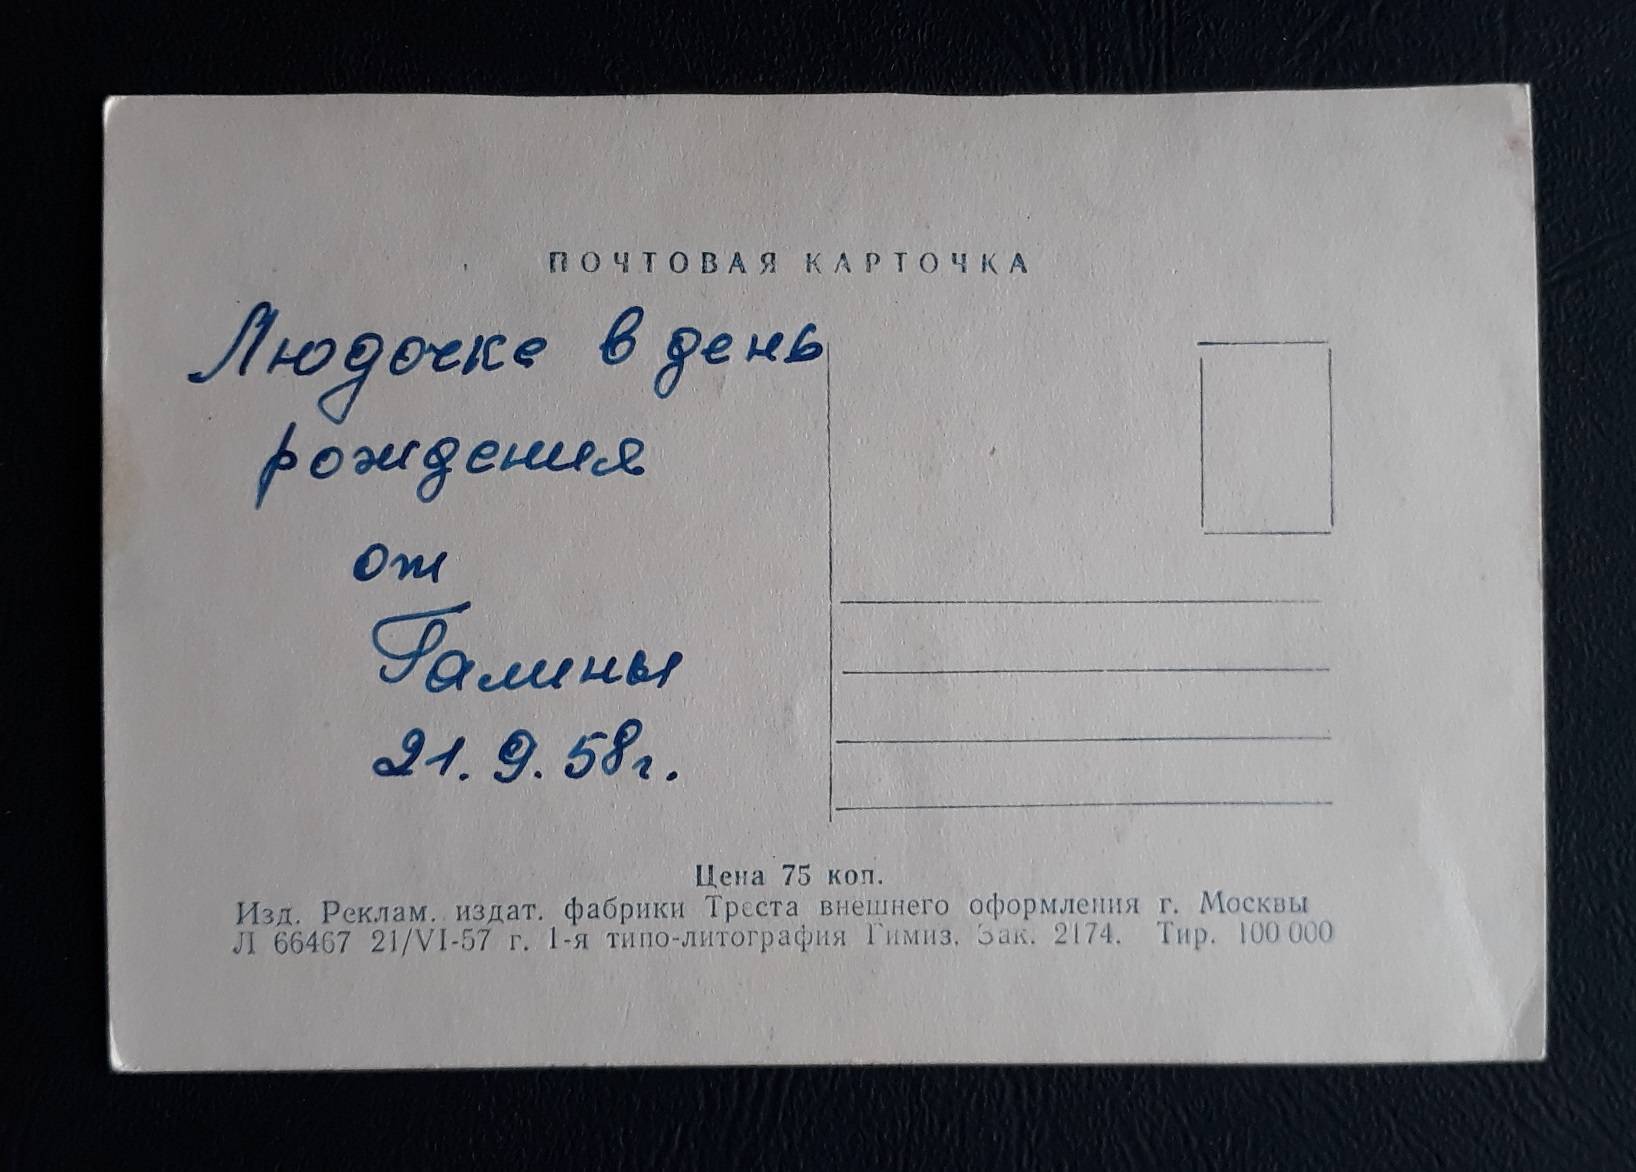 ПОЧТОВАЯ КАРТОЧКА
Людочке в день
рождения
от
Галины
21.9.58г.
Цена 75 коп.
Изд. Реклам. издат. фабрики Треста внешнего оформления г. Москвы
Л 66467 21/VI-57 г. 1-я типо-литография Гимиз. Зак. 2174. Тир. 100 000